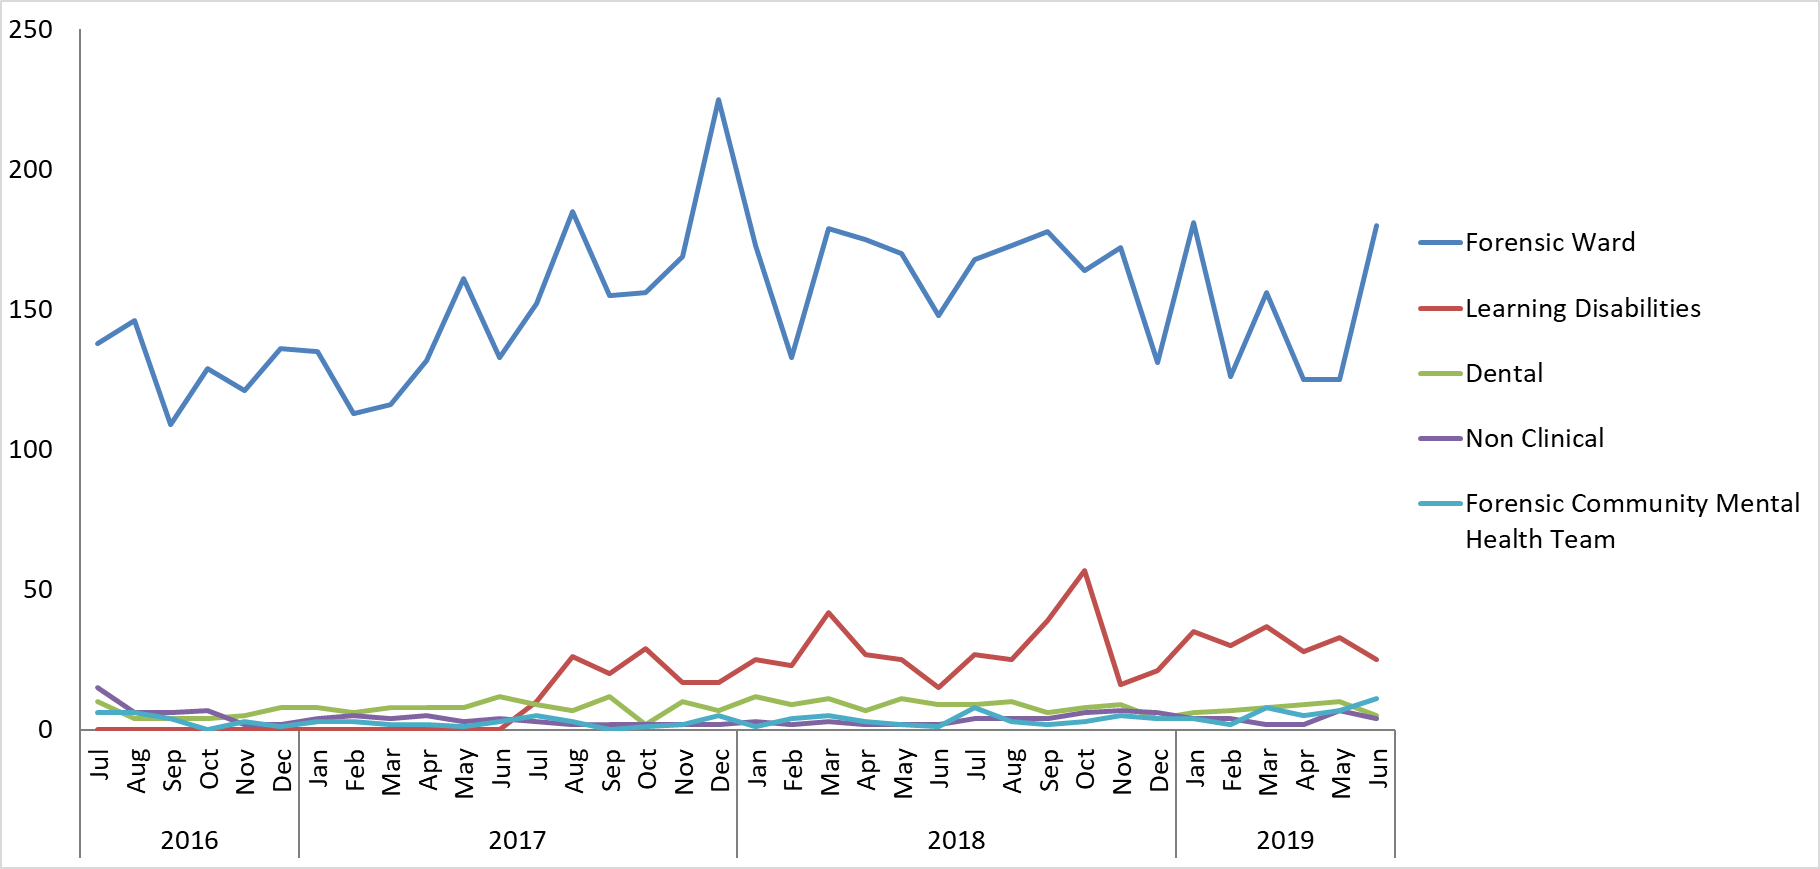 250
200
150
100
50
0
Jul Aug Sep Oct Nov Dec Jan Feb Mar Apr May Jun Jul Aug Sep Oct Nov Dec Jan Feb Mar Apr May Jun Jul Aug Sep Oct Nov Dec Jan Feb Mar Apr May Jun
2016 2017 2018 2019
Forensic Ward
Learning Disabilities
Dental
Non Clinical
Forensic Community Mental
Health Team